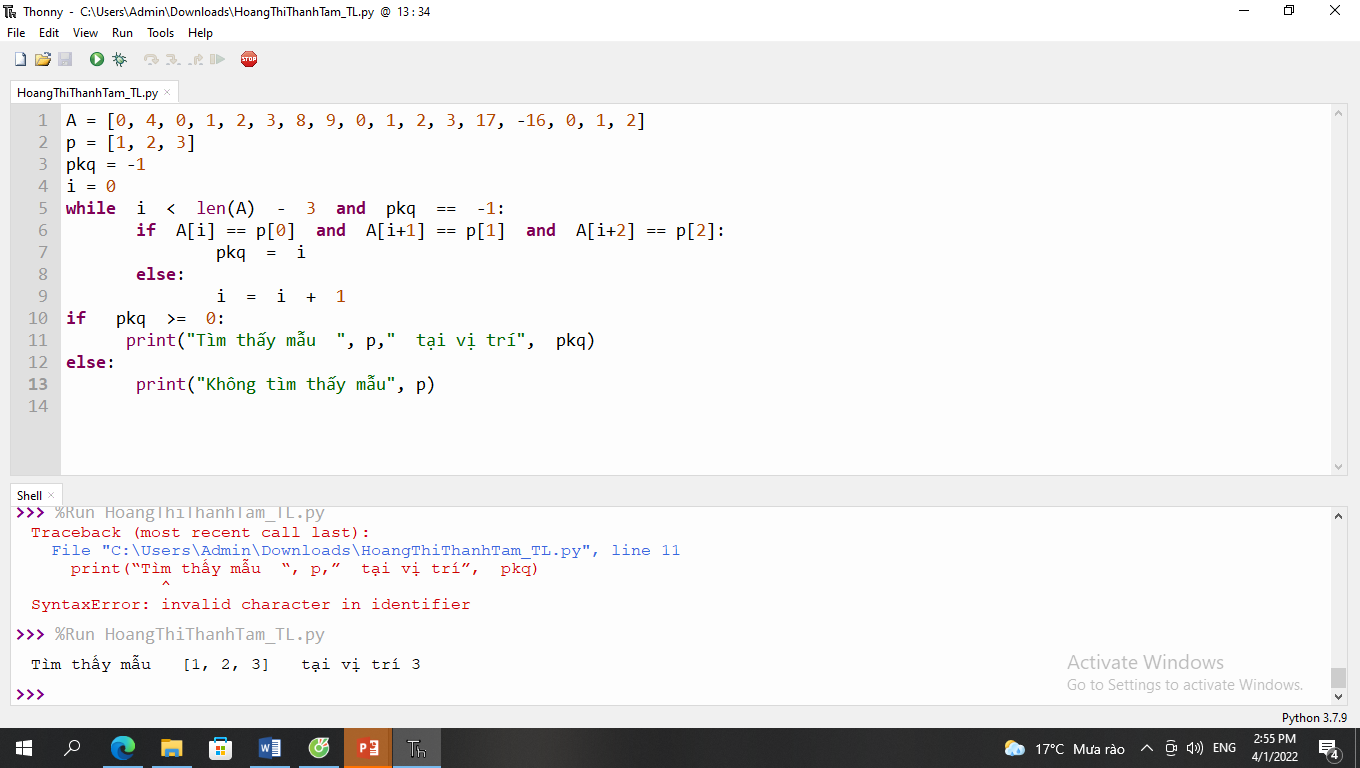 Thonny - C:\Users\Admin\Downloads\HoangThiThanhTam_TL.py @ 13 : 34
File Edit View Run Tools Help
STOP
HoangThiThanhTam_TL.py ×
1 A = [0, 4, 0, 1, 2, 3, 8, 9, 0, 1, 2, 3, 17, -16, 0, 1, 2]
2 p = [1, 2, 3]
3 pkq = -1
4 i = 0
5 while i < len(A) - 3 and pkq == -1:
6 if A[i] == p[0] and A[i+1] == p[1] and A[i+2] == p[2]:
7 pkq = i
8 else:
9 i = i + 1
10 if pkq >= 0:
11 print("Tìm thấy mẫu ", p," tại vị trí", pkq)
12 else:
13 print("Không tìm thấy mẫu", p)
14
Shell ×
>>> %Run HoangThiThanhTam_TL.py
Traceback (most recent call last):
File "C:\Users\Admin\Downloads\HoangThiThanhTam_TL.py", line 11
print(“Tìm thấy mẫu “, p,” tại vị trí”, pkq)
^
SyntaxError: invalid character in identifier
>>> %Run HoangThiThanhTam_TL.py
Tìm thấy mẫu [1, 2, 3] tại vị trí 3
>>>
Activate Windows
Go to Settings to activate Windows.
Python 3.7.9
17°C Mưa rào ENG 2:55 PM
4/1/2022
4